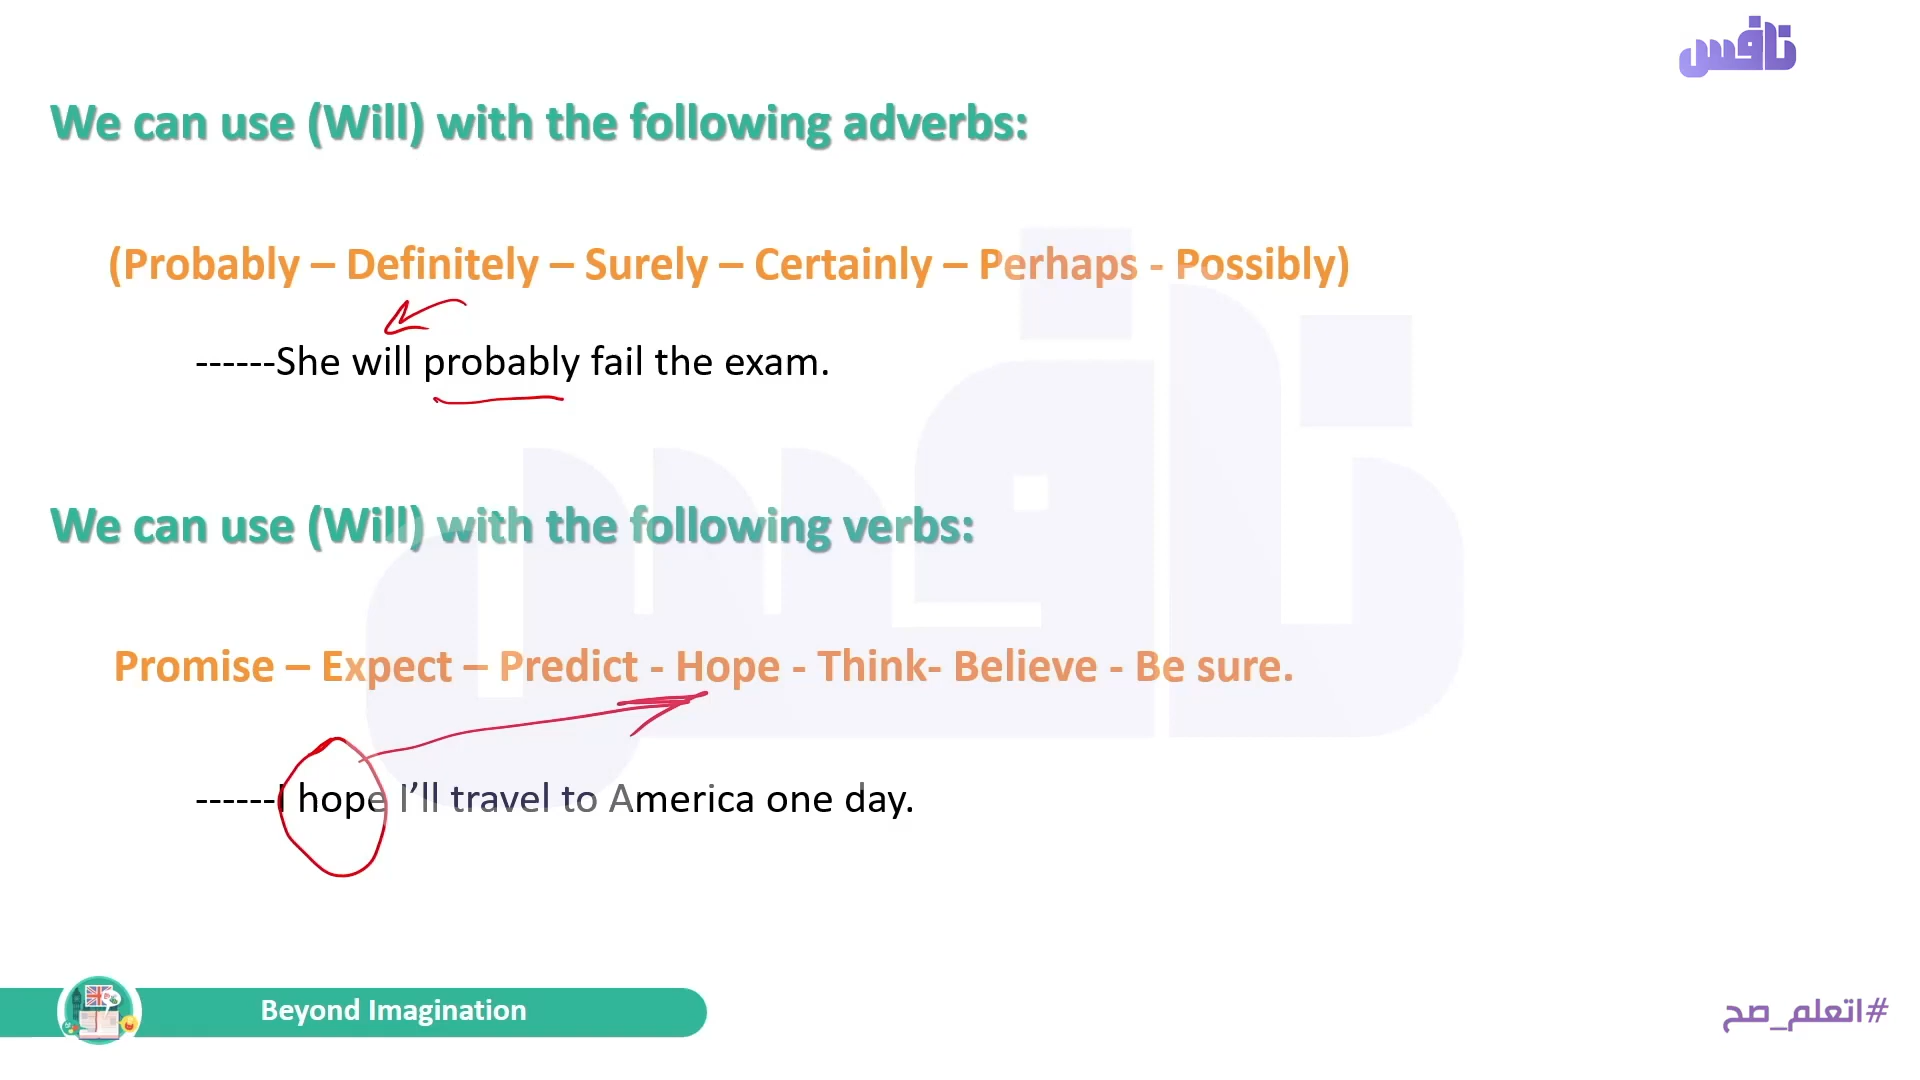 نافس
We can use (Will) with the following adverbs:
(Probably – Definitely – Surely – Certainly – Perhaps - Possibly)
------She will probably fail the exam.
We can use (Will) with the following verbs:
Promise – Expect – Predict - Hope - Think- Believe - Be sure.
------I hope I’ll travel to America one day.
Beyond Imagination
#اتعلم_صح